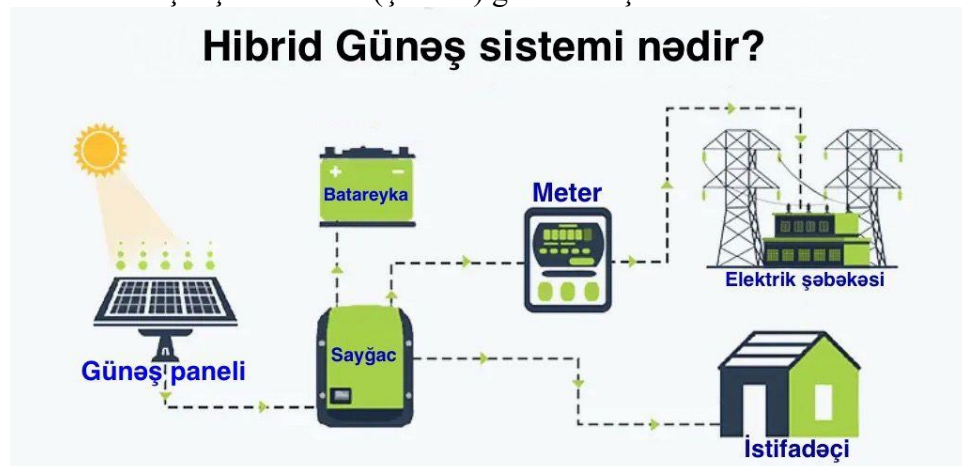 Hibrid Günəş sistemi nədir?
Batareyka
Meter
Elektrik şəbəkəsi
Günəş paneli
Sayğac
İstifadəçi